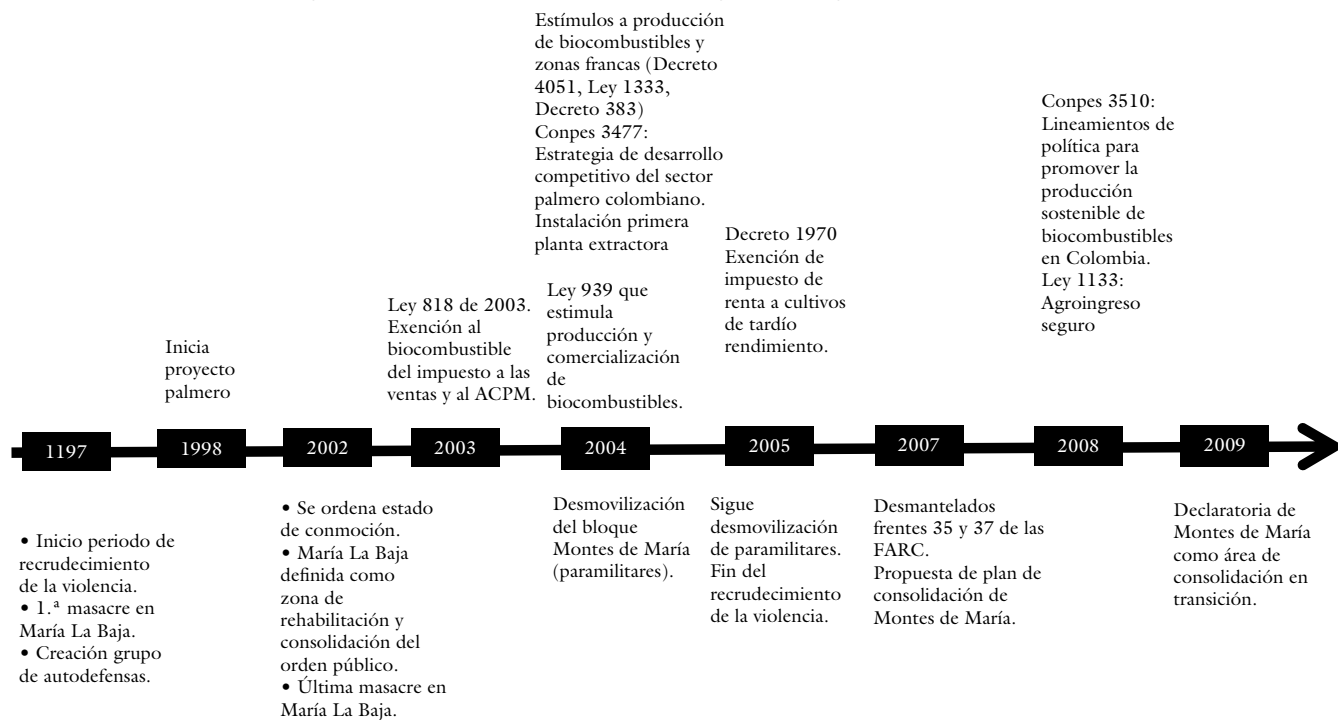 Estímulos a producción
de biocombustibles y
zonas francas (Decreto
4051, Ley 1333,
Decreto 383)
Conpes 3477:
Estrategia de desarrollo
competitivo del sector
palmero colombiano.
Instalación primera
planta extractora
Conpes 3510:
Lineamientos de
política para
promover la
producción
sostenible de
biocombustibles
en Colombia.
Ley 1133:
Agroingreso
seguro
Decreto 1970
Exención de
impuesto de
renta a cultivos
de tardío
rendimiento.
Ley 939 que
estimula
producción y
comercialización
de
biocombustibles.
Ley 818 de 2003.
Exención al
biocombustible
del impuesto a las
ventas y al ACPM.
Inicia
proyecto
palmero
1197 1998 2002 2003 2004 2005 2007 2008 2009
• Inicio periodo de
recrudecimiento
de la violencia.
• 1.ª masacre en
María La Baja.
• Creación grupo
de autodefensas.
• Se ordena estado
de conmoción.
• María La Baja
definida como
zona de
rehabilitación y
consolidación del
orden público.
• Última masacre en
María La Baja.
Desmovilización
del bloque
Montes de María
(paramilitares).
Sigue
desmovilización
de paramilitares.
Fin del
recrudecimiento
de la violencia.
Desmantelados
frentes 35 y 37 de las
FARC.
Propuesta de plan de
consolidación de
Montes de María.
Declaratoria de
Montes de María
como área de
consolidación en
transición.